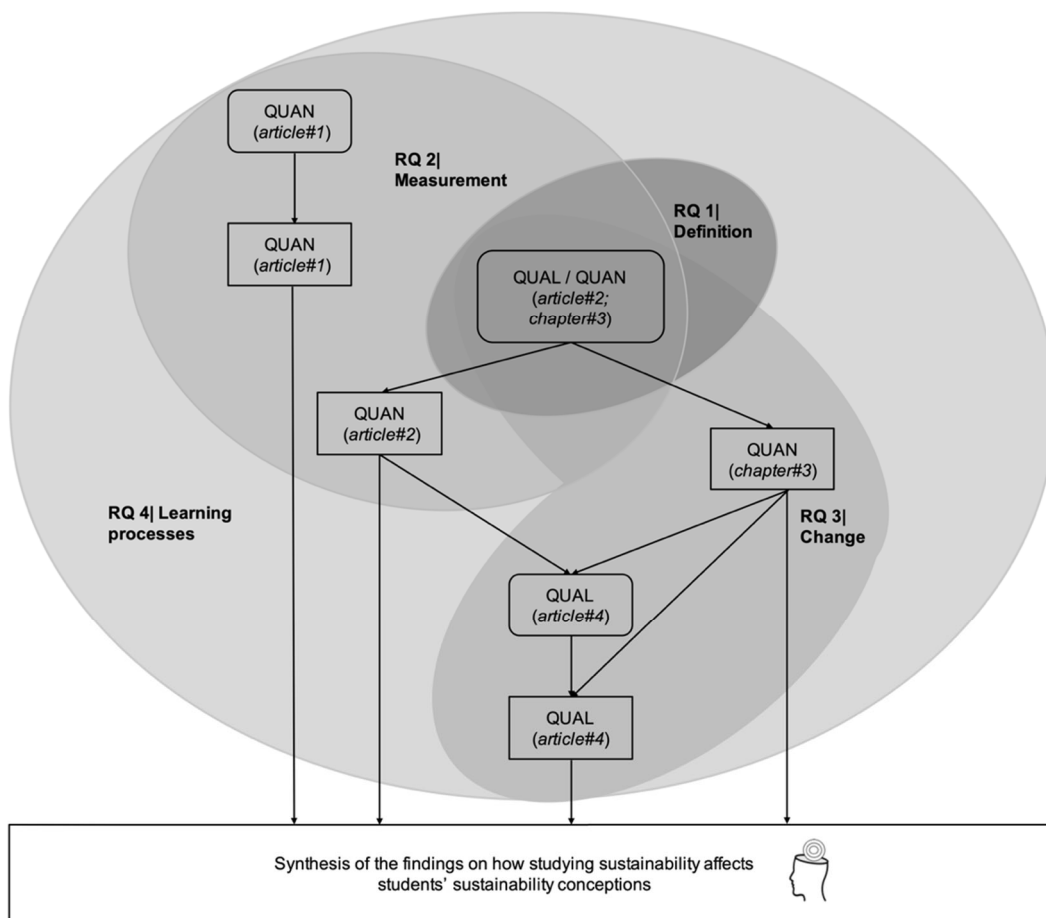 QUAN
(article#1)
RQ 2|
Measurement
RQ 1|
Definition
QUAN
(article#1)
QUAL / QUAN
(article#2;
chapter#3)
QUAN
(article#2)
QUAN
(chapter#3)
RQ 4| Learning
processes
RQ 3|
Change
QUAL
(article#4)
QUAL
(article#4)
Synthesis of the findings on how studying sustainability affects
students’ sustainability conceptions